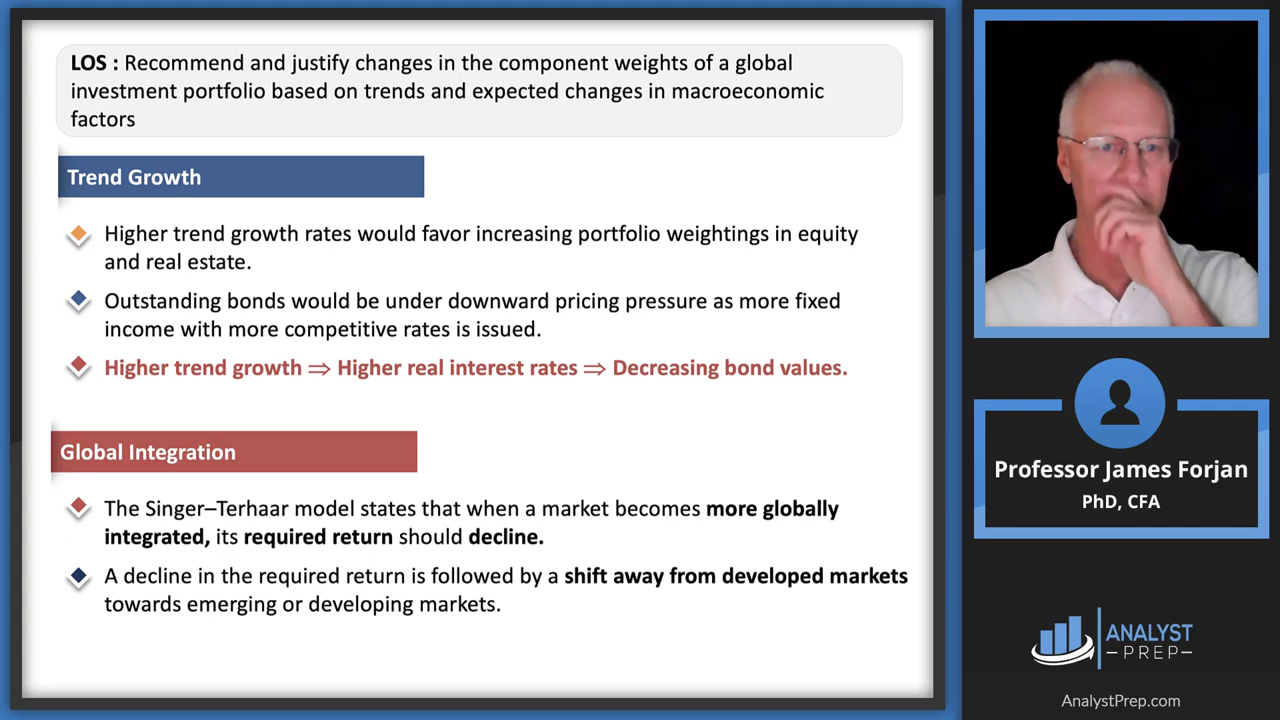 LOS : Recommend and justify changes in the component weights of a global
investment portfolio based on trends and expected changes in macroeconomic
factors
Trend Growth
Higher trend growth rates would favor increasing portfolio weightings in equity
and real estate.
Outstanding bonds would be under downward pricing pressure as more fixed
income with more competitive rates is issued.
Higher trend growth ⇒ Higher real interest rates ⇒ Decreasing bond values.
Global Integration
The Singer–Terhaar model states that when a market becomes more globally
integrated, its required return should decline.
A decline in the required return is followed by a shift away from developed markets
towards emerging or developing markets.
Professor James Forjan
PhD, CFA
ANALYST
PREP
AnalystPrep.com